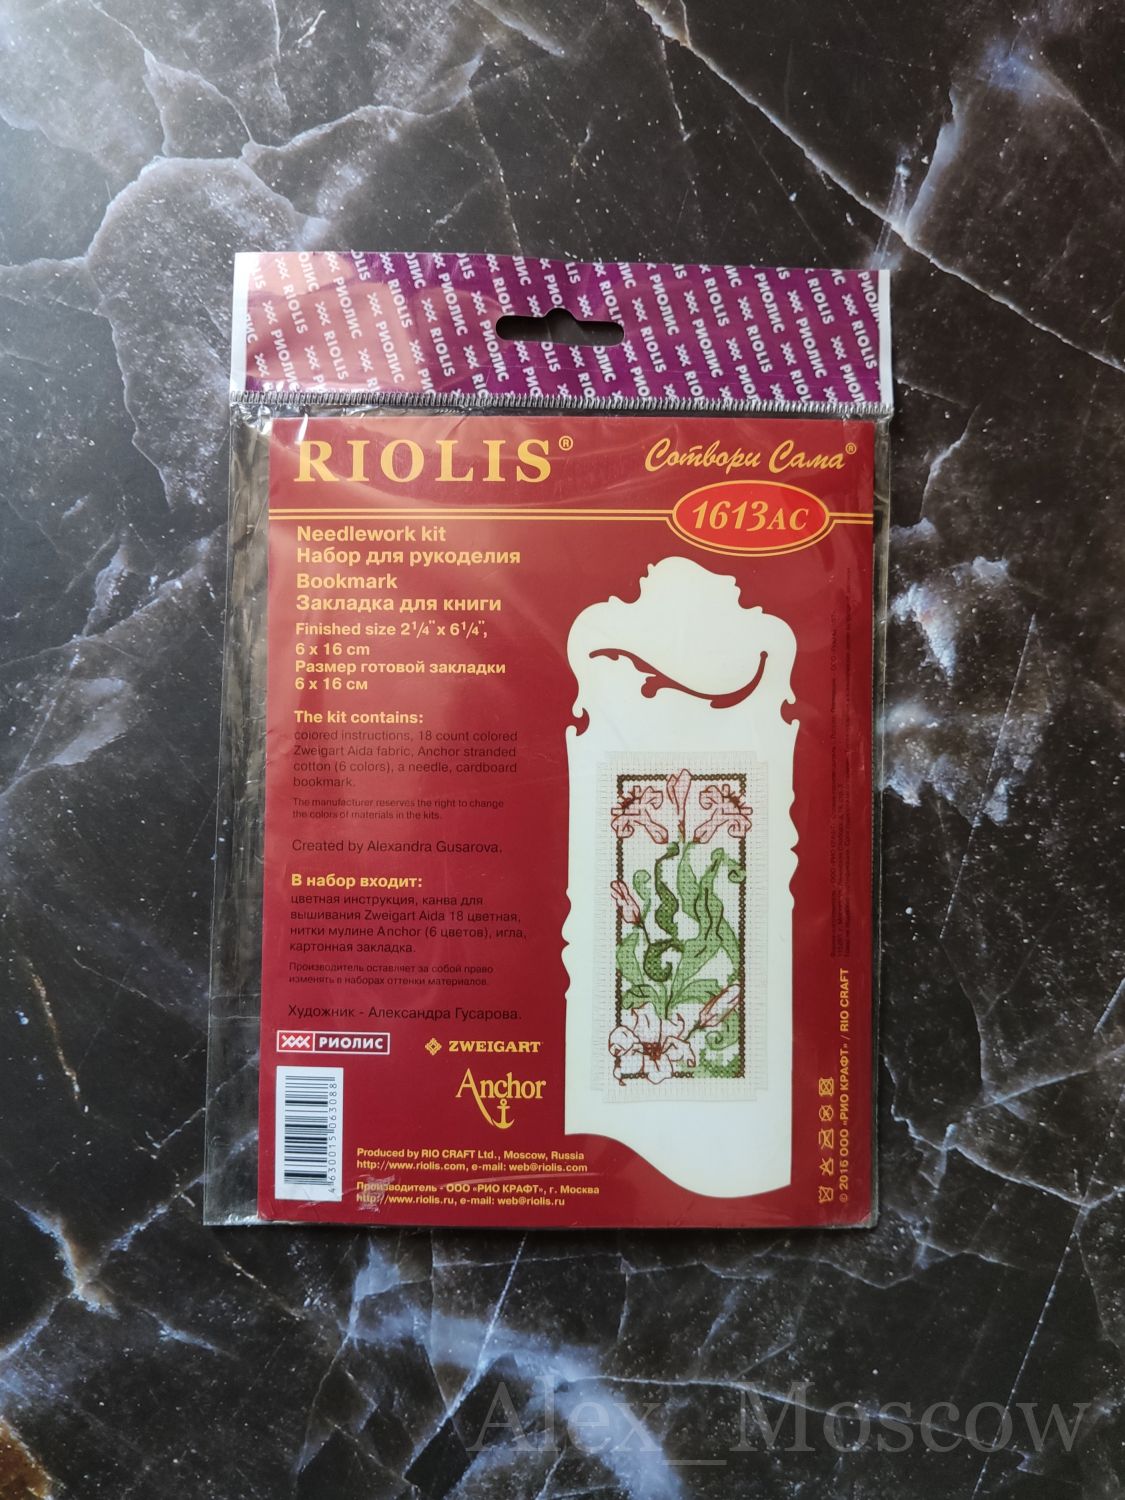 RIOLIS®
Сотвори Сама®
1613АС
Needlework kit
Набор для рукоделия
Bookmark
Закладка для книги
Finished size 2¼" x 6¼",
6 x 16 cm
Размер готовой закладки
6 х 16 см
The kit contains:
colored instructions, 18 count colored
Zweigart Aida fabric, Anchor stranded
cotton (6 colors), a needle, cardboard
bookmark.
The manufacturer reserves the right to change
the colors of materials in the kits.
Created by Alexandra Gusarova.
В набор входит:
цветная инструкция, канва для
вышивания Zweigart Aida 18 цветная,
нитки мулине Anchor (6 цветов), игла,
картонная закладка.
Производитель оставляет за собой право
изменять в наборах оттенки материалов.
Художник - Александра Гусарова.
РИОЛИС
ZWEIGART
Anchor
4630015063088
Produced by RIO CRAFT Ltd., Moscow, Russia
http://www.riolis.com, e-mail: web@riolis.com
Производитель - ООО «РИО КРАФТ», г. Москва
http://www.riolis.ru, e-mail: web@riolis.ru
© 2016 ООО «РИО КРАФТ» / RIO CRAFT
Alex_Moscow